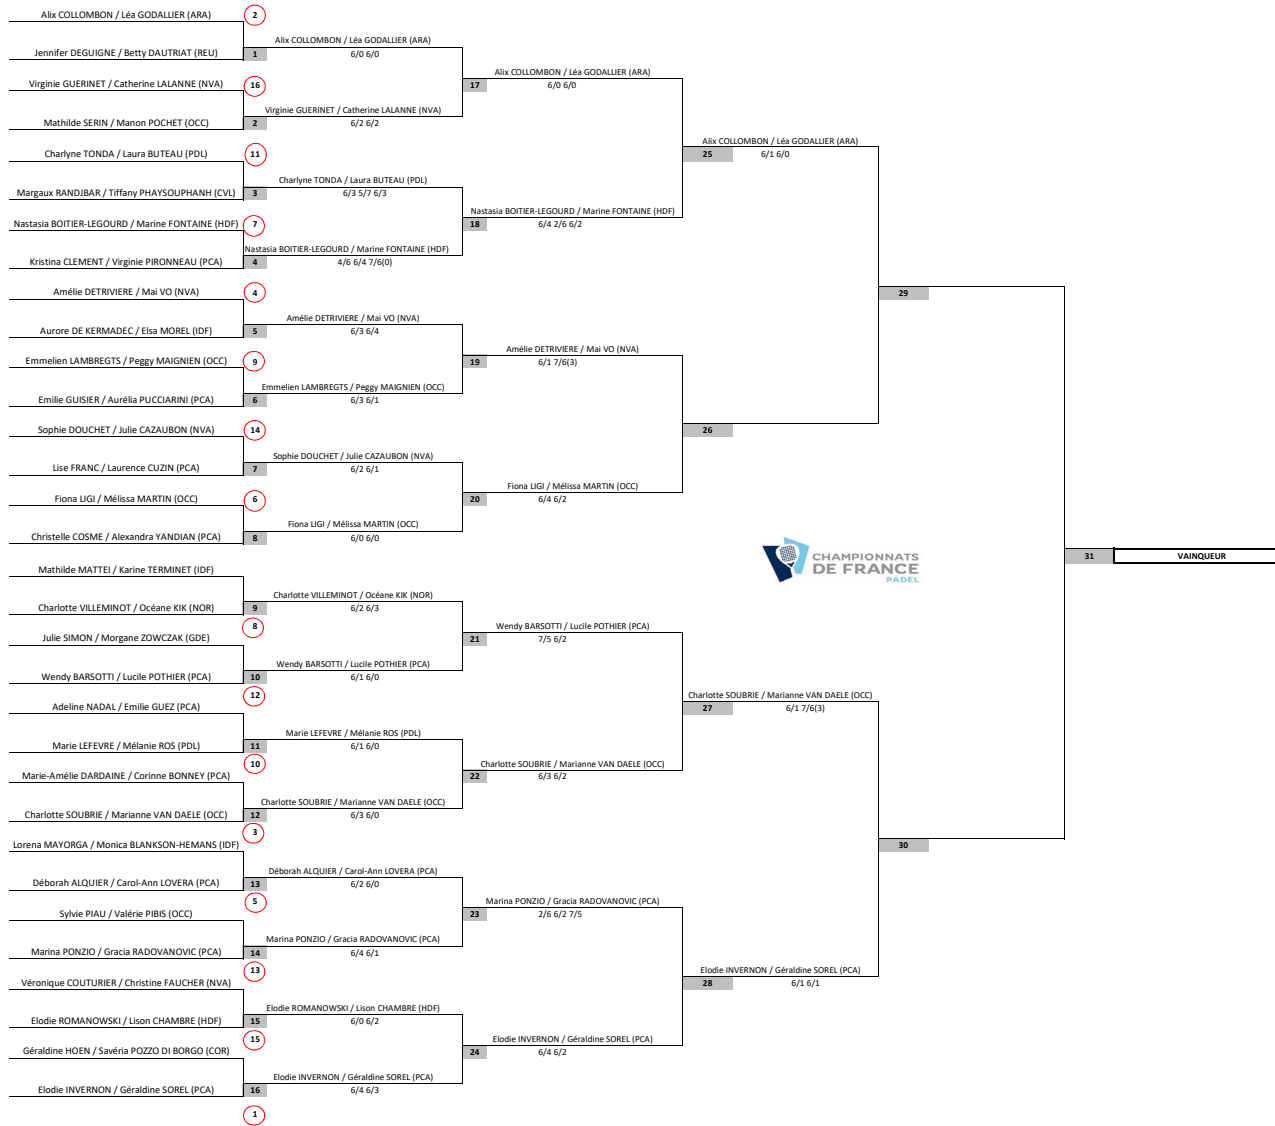 Alix COLLOMBON / Léa GODALLIER (ARA)
2
Alix COLLOMBON / Léa GODALLIER (ARA)
Jennifer DEGUIGNE / Betty DAUTRIAT (REU)
1
6/0 6/0
Alix COLLOMBON / Léa GODALLIER (ARA)
Virginie GUERINET / Catherine LALANNE (NVA)
16
17
6/0 6/0
Virginie GUERINET / Catherine LALANNE (NVA)
Mathilde SERIN / Manon POCHET (OCC)
2
6/2 6/2
Alix COLLOMBON / Léa GODALLIER (ARA)
Charlyne TONDA / Laura BUTEAU (PDL)
11
25
6/1 6/0
Charlyne TONDA / Laura BUTEAU (PDL)
Margaux RANDJBAR / Tiffany PHAYSOUPHANH (CVL)
3
6/3 5/7 6/3
Nastasia BOITIER-LEGOURD / Marine FONTAINE (HDF)
Nastasia BOITIER-LEGOURD / Marine FONTAINE (HDF)
7
18
6/4 2/6 6/2
Nastasia BOITIER-LEGOURD / Marine FONTAINE (HDF)
Kristina CLEMENT / Virginie PIRONNEAU (PCA)
4
4/6 6/4 7/6(0)
Amélie DETRIVIERE / Mai VO (NVA)
4
29
Amélie DETRIVIERE / Mai VO (NVA)
Aurore DE KERMADEC / Elsa MOREL (IDF)
5
6/3 6/4
Amélie DETRIVIERE / Mai VO (NVA)
Emmelien LAMBREGTS / Peggy MAIGNIEN (OCC)
9
19
6/1 7/6(3)
Emmelien LAMBREGTS / Peggy MAIGNIEN (OCC)
Emilie GUISIER / Aurélia PUCCIARINI (PCA)
6
6/3 6/1
Sophie DOUCHET / Julie CAZAUBON (NVA)
14
26
Sophie DOUCHET / Julie CAZAUBON (NVA)
Lise FRANC / Laurence CUZIN (PCA)
7
6/2 6/1
Fiona LIGI / Mélissa MARTIN (OCC)
Fiona LIGI / Mélissa MARTIN (OCC)
6
20
6/4 6/2
Fiona LIGI / Mélissa MARTIN (OCC)
Christelle COSME / Alexandra YANDIAN (PCA)
8
6/0 6/0
CHAMPIONNATS
DE FRANCE
PADEL
31
VAINQUEUR
Mathilde MATTEI / Karine TERMINET (IDF)
Charlotte VILLEMINOT / Océane KIK (NOR)
Charlotte VILLEMINOT / Océane KIK (NOR)
9
6/2 6/3
8
Wendy BARSOTTI / Lucile POTHIER (PCA)
Julie SIMON / Morgane ZOWCZAK (GDE)
21
7/5 6/2
Wendy BARSOTTI / Lucile POTHIER (PCA)
Wendy BARSOTTI / Lucile POTHIER (PCA)
10
6/1 6/0
12
Charlotte SOUBRIE / Marianne VAN DAELE (OCC)
Adeline NADAL / Emilie GUEZ (PCA)
27
6/1 7/6(3)
Marie LEFEVRE / Mélanie ROS (PDL)
Marie LEFEVRE / Mélanie ROS (PDL)
11
6/1 6/0
10
Charlotte SOUBRIE / Marianne VAN DAELE (OCC)
Marie-Amélie DARDAINE / Corinne BONNEY (PCA)
22
6/3 6/2
Charlotte SOUBRIE / Marianne VAN DAELE (OCC)
Charlotte SOUBRIE / Marianne VAN DAELE (OCC)
12
6/3 6/0
3
Lorena MAYORGA / Monica BLANKSON-HEMANS (IDF)
30
Déborah ALQUIER / Carol-Ann LOVERA (PCA)
Déborah ALQUIER / Carol-Ann LOVERA (PCA)
13
6/2 6/0
5
Marina PONZIO / Gracia RADOVANOVIC (PCA)
Sylvie PIAU / Valérie PIBIS (OCC)
23
2/6 6/2 7/5
Marina PONZIO / Gracia RADOVANOVIC (PCA)
Marina PONZIO / Gracia RADOVANOVIC (PCA)
14
6/4 6/1
13
Elodie INVERNON / Géraldine SOREL (PCA)
Véronique COUTURIER / Christine FAUCHER (NVA)
28
6/1 6/1
Elodie ROMANOWSKI / Lison CHAMBRE (HDF)
Elodie ROMANOWSKI / Lison CHAMBRE (HDF)
15
6/0 6/2
15
Elodie INVERNON / Géraldine SOREL (PCA)
Géraldine HOEN / Savéria POZZO DI BORGO (COR)
24
6/4 6/2
Elodie INVERNON / Géraldine SOREL (PCA)
Elodie INVERNON / Géraldine SOREL (PCA)
16
6/4 6/3
1